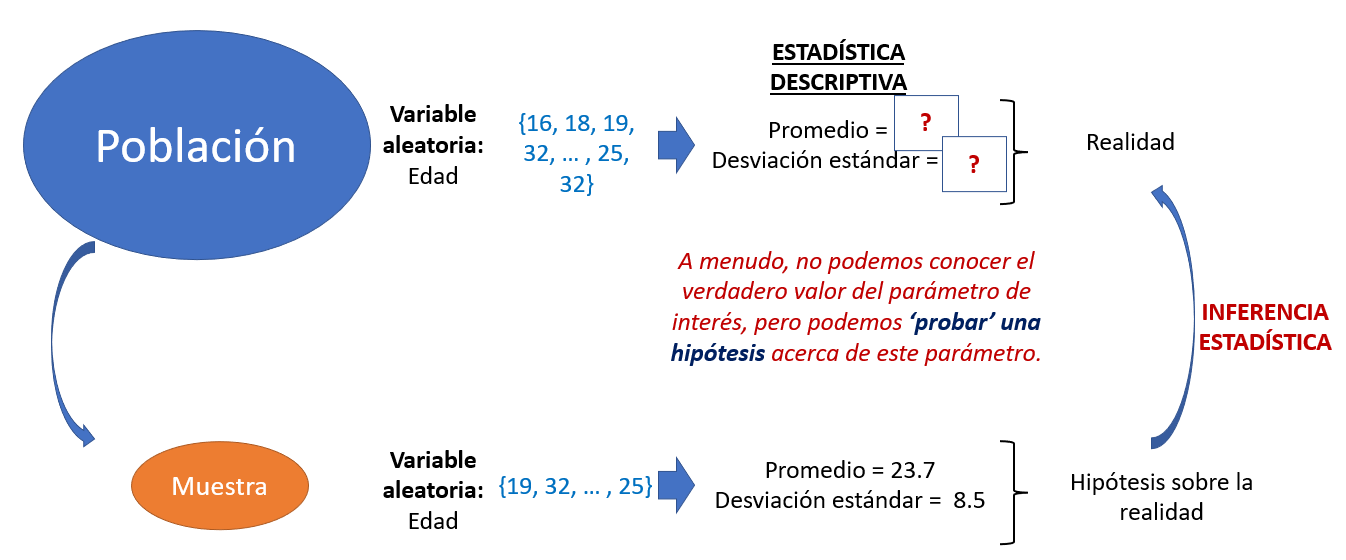 Población
Variable
aleatoria:
Edad
{16, 18, 19,
32, ... , 25,
32}
ESTADÍSTICA
DESCRIPTIVA
Promedio = ?
Desviación estándar = ?
Realidad
A menudo, no podemos conocer el
verdadero valor del parámetro de
interés, pero podemos ‘probar’ una
hipótesis acerca de este parámetro.
INFERENCIA
ESTADÍSTICA
Muestra
Variable
aleatoria:
Edad
{19, 32, ... , 25}
Promedio = 23.7
Desviación estándar = 8.5
Hipótesis sobre la
realidad